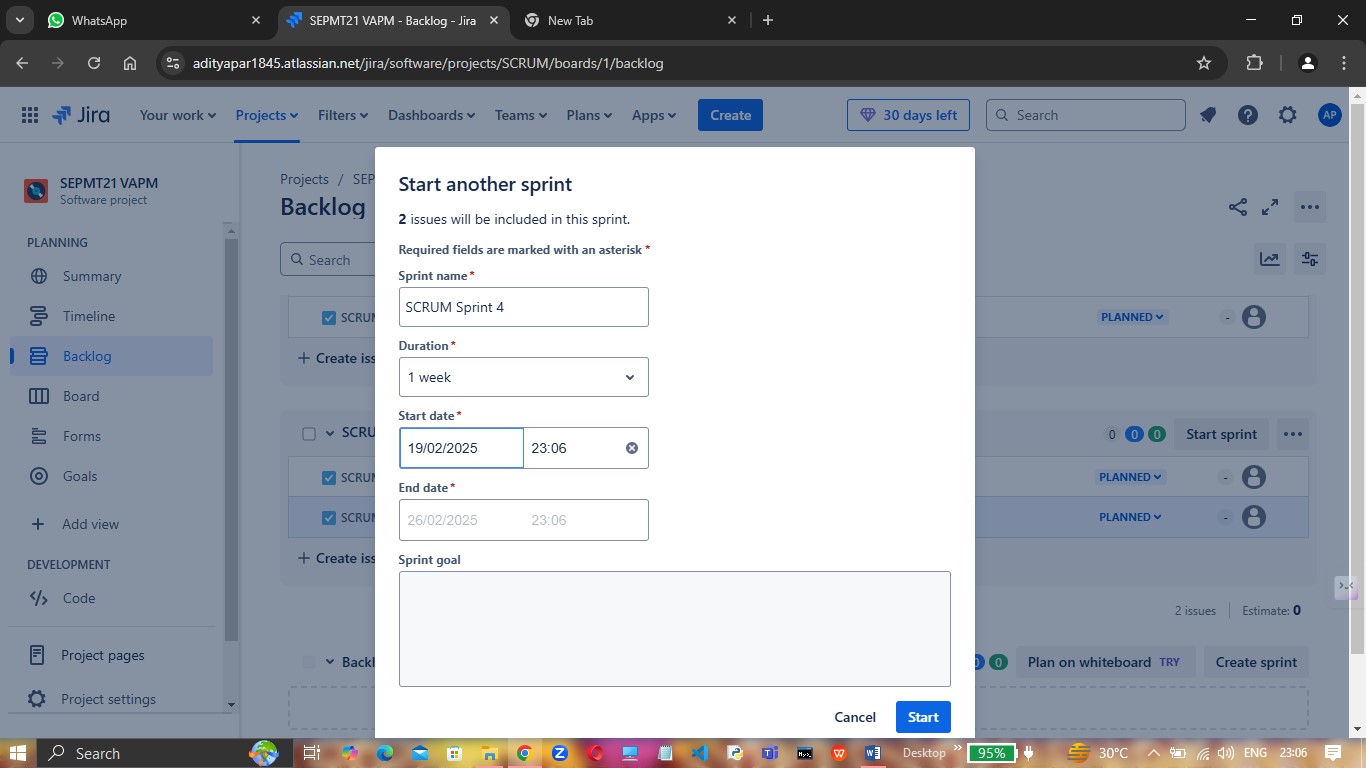 WhatsApp
SEPMT21 VAPM - Backlog - Jira
New Tab
adityapar1845.atlassian.net/jira/software/projects/SCRUM/boards/1/backlog
Jira
Your work
Projects
Filters
Dashboards
Teams
Plans
Apps
Create
30 days left
Search
AP
SEPMT21 VAPM
Software project
PLANNING
Summary
Timeline
Backlog
Board
Forms
Goals
Add view
DEVELOPMENT
Code
Project pages
Project settings
Projects / SEP
Backlog
Search
SCRUM
PLANNED
-
+ Create iss
SCRU
0 0 0
Start sprint
SCRUM
PLANNED
-
SCRUM
PLANNED
-
+ Create iss
2 issues
Estimate: 0
Backl
0 0
Plan on whiteboard TRY
Create sprint
Start another sprint
2 issues will be included in this sprint.
Required fields are marked with an asterisk *
Sprint name *
SCRUM Sprint 4
Duration *
1 week
Start date *
19/02/2025 23:06
End date *
26/02/2025 23:06
Sprint goal
Cancel
Start
Search
Desktop
95%
30°C
ENG
23:06